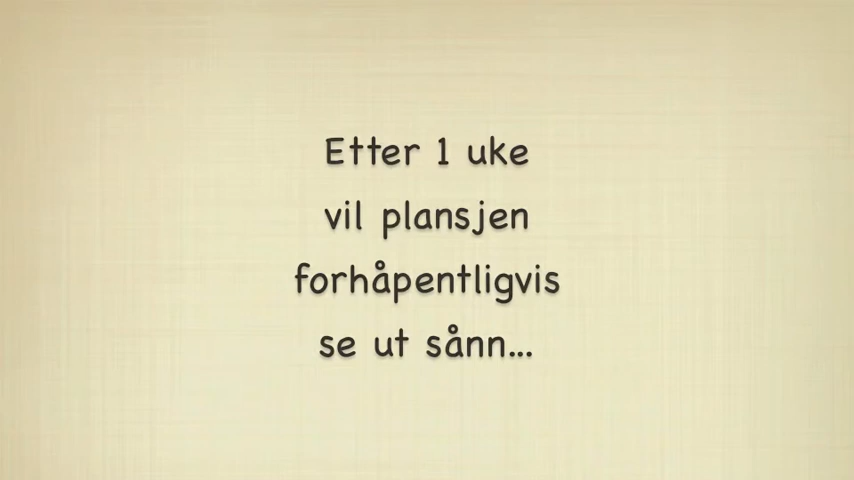 Etter 1 uke
vil plansjen
forhåpentligvis
se ut sånn...